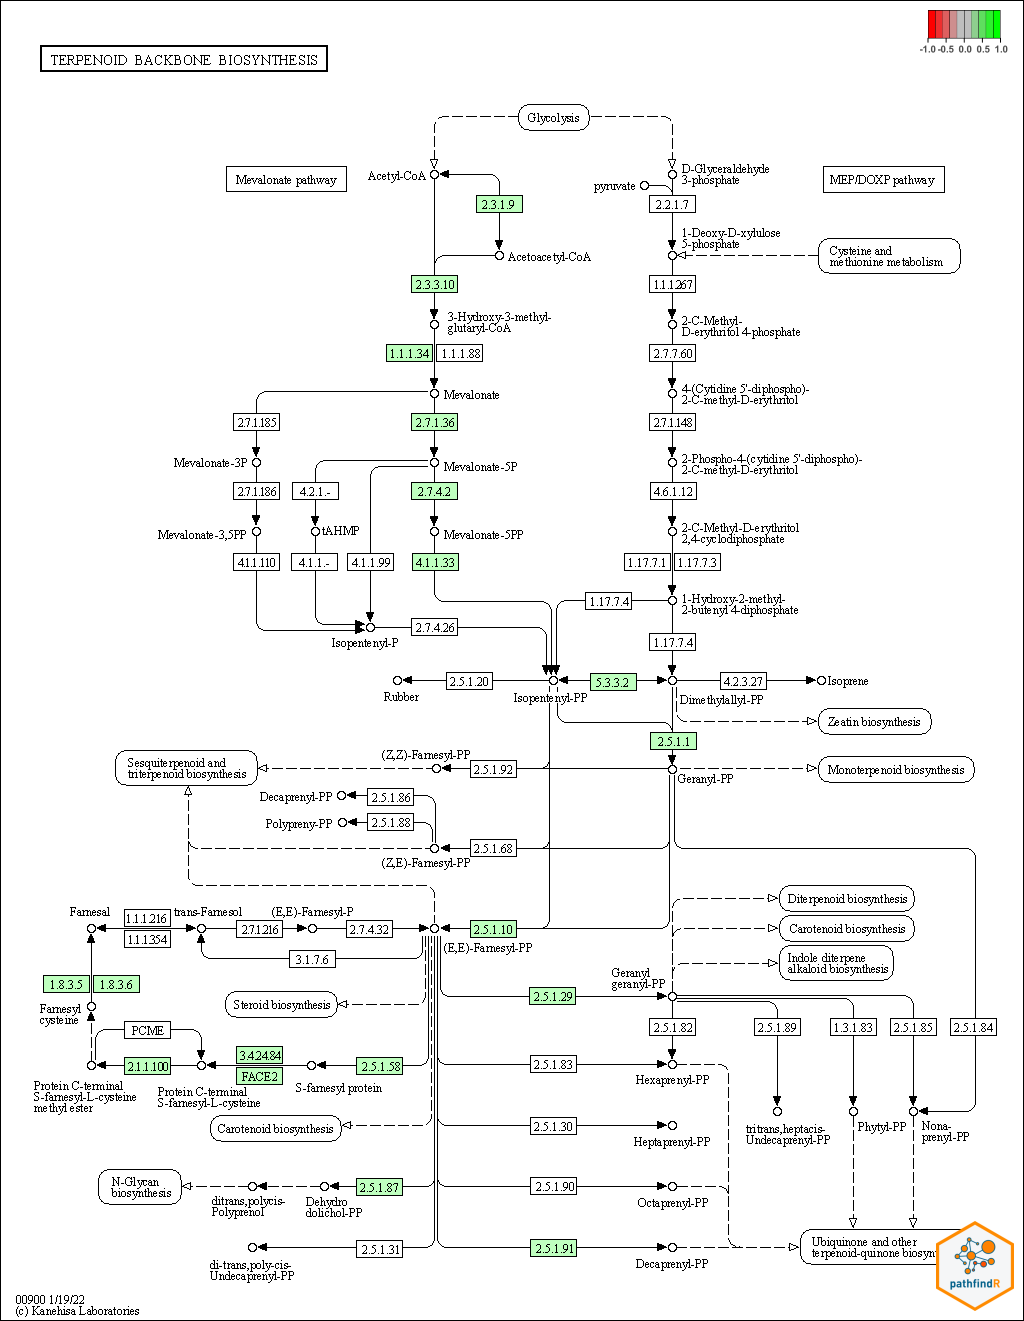 -1.0 -0.5 0.0 0.5 1.0
TERPENOID BACKBONE BIOSYNTHESIS
Glycolysis
Mevalonate pathway
Acetyl-CoA
D-Glyceraldehyde
3-phosphate
pyruvate
MEP/DOXP pathway
2.3.1.9
2.2.1.7
1-Deoxy-D-xylulose
5-phosphate
Acetoacetyl-CoA
Cysteine and
methionine metabolism
2.3.3.10
1.1.1.267
3-Hydroxy-3-methyl-
glutaryl-CoA
2-C-Methyl-
D-erythritol 4-phosphate
1.1.1.34
1.1.1.88
2.7.7.60
Mevalonate
4-(Cytidine 5'-diphospho)-
2-C-methyl-D-erythritol
2.7.1.185
2.7.1.36
2.7.1.148
Mevalonate-3P
Mevalonate-5P
2-Phospho-4-(cytidine 5'-diphospho)-
2-C-methyl-D-erythritol
2.7.1.186
4.2.1.-
2.7.4.2
4.6.1.12
Mevalonate-3,5PP
tAHMP
Mevalonate-5PP
2-C-Methyl-D-erythritol
2,4-cyclodiphosphate
4.1.1.110
4.1.1.-
4.1.1.99
4.1.1.33
1.17.7.1
1.17.7.3
1.17.7.4
1-Hydroxy-2-methyl-
2-butenyl 4-diphosphate
Isopentenyl-P
2.7.4.26
1.17.7.4
Rubber
2.5.1.20
Isopentenyl-PP
5.3.3.2
Dimethylallyl-PP
4.2.3.27
Isoprene
Zeatin biosynthesis
2.5.1.1
Sesquiterpenoid and
triterpenoid biosynthesis
(Z,Z)-Farnesyl-PP
2.5.1.92
Geranyl-PP
Monoterpenoid biosynthesis
Decaprenyl-PP
2.5.1.86
Polypreny-PP
2.5.1.88
(Z,E)-Farnesyl-PP
2.5.1.68
Farnesal
1.1.1.216
1.1.1.354
trans-Farnesol
2.7.1.216
(E,E)-Farnesyl-P
2.7.4.32
3.1.7.6
2.5.1.10
(E,E)-Farnesyl-PP
Diterpenoid biosynthesis
Carotenoid biosynthesis
Indole diterpene
alkaloid biosynthesis
1.8.3.5
1.8.3.6
Geranyl
geranyl-PP
Farnesyl
cysteine
Steroid biosynthesis
2.5.1.29
PCME
2.5.1.82
2.5.1.89
1.3.1.83
2.5.1.85
2.5.1.84
2.1.1.100
3.4.24.84
FACE2
2.5.1.58
2.5.1.83
Protein C-terminal
S-farnesyl-L-cysteine
methyl ester
Protein C-terminal
S-farnesyl-L-cysteine
S-farnesyl protein
Hexaprenyl-PP
Carotenoid biosynthesis
2.5.1.30
Heptaprenyl-PP
tritrans,heptacis-
Undecaprenyl-PP
Phytyl-PP
Nona-
prenyl-PP
N-Glycan
biosynthesis
ditrans,polycis-
Polyprenol
Dehydro
dolichol-PP
2.5.1.87
2.5.1.90
Octaprenyl-PP
di-trans,poly-cis-
Undecaprenyl-PP
2.5.1.31
2.5.1.91
Decaprenyl-PP
Ubiquinone and other
terpenoid-quinone biosyn
pathfindR
00900 1/19/22
(c) Kanehisa Laboratories